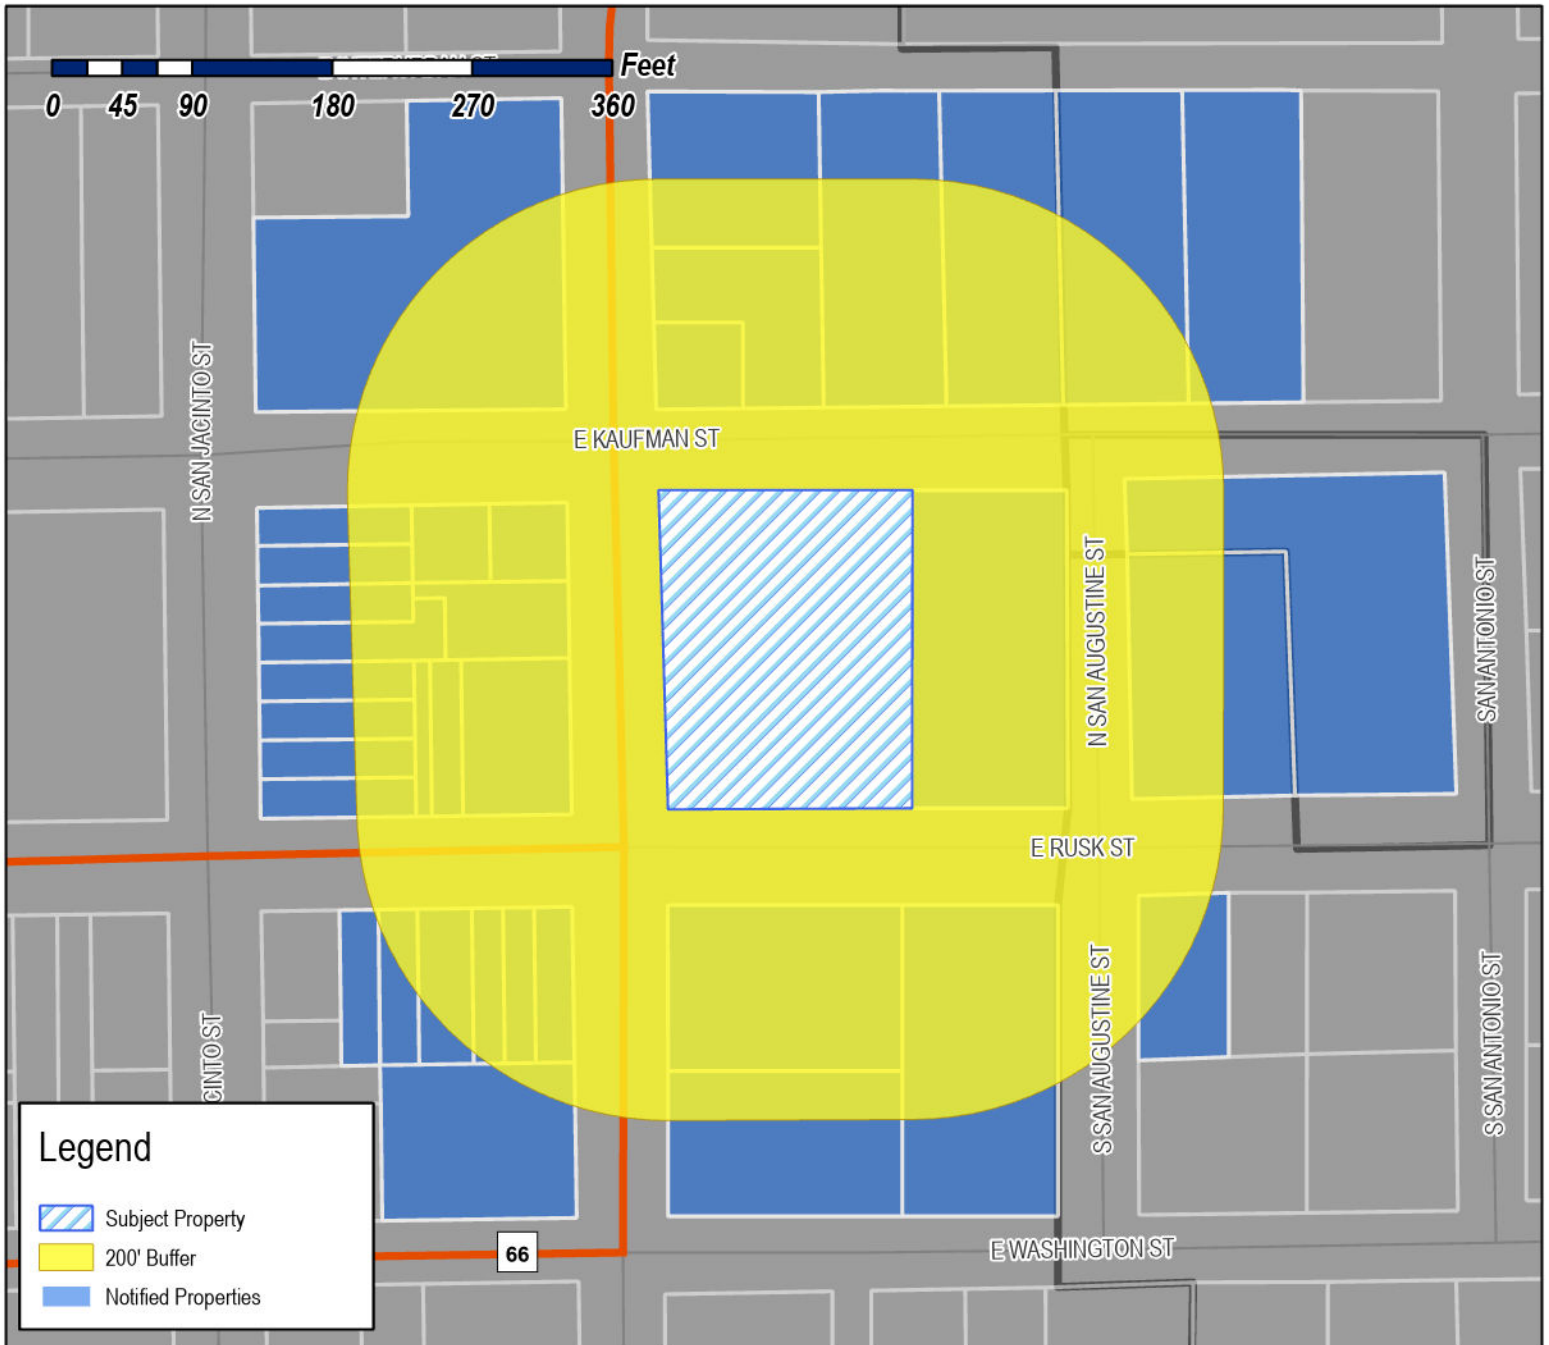 Feet
0 45 90 180 270 360
N SAN JACINTO ST
E KAUFMAN ST
N SAN AUGUSTINE ST
SAN ANTONIO ST
E RUSK ST
S SAN AUGUSTINE ST
S SAN ANTONIO ST
CINTO ST
E WASHINGTON ST
66
Legend
Subject Property
200' Buffer
Notified Properties